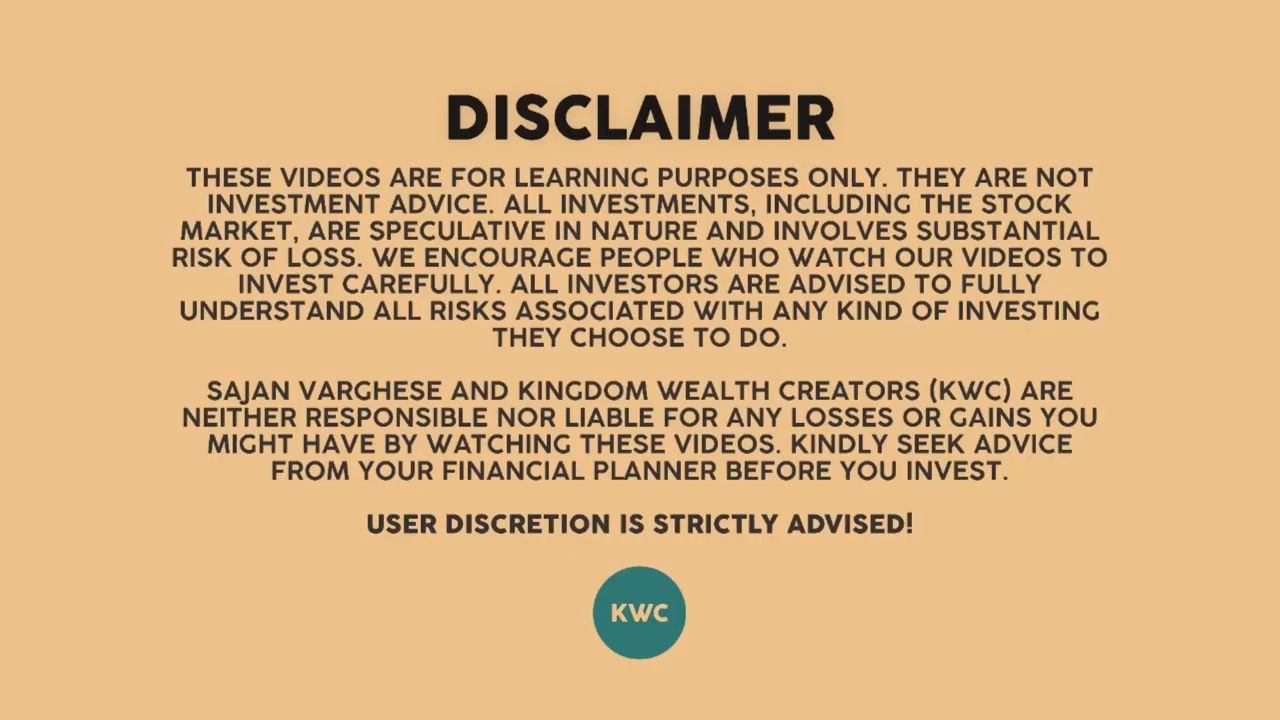 DISCLAIMER
THESE VIDEOS ARE FOR LEARNING PURPOSES ONLY. THEY ARE NOT
INVESTMENT ADVICE. ALL INVESTMENTS, INCLUDING THE STOCK
MARKET, ARE SPECULATIVE IN NATURE AND INVOLVES SUBSTANTIAL
RISK OF LOSS. WE ENCOURAGE PEOPLE WHO WATCH OUR VIDEOS TO
INVEST CAREFULLY. ALL INVESTORS ARE ADVISED TO FULLY
UNDERSTAND ALL RISKS ASSOCIATED WITH ANY KIND OF INVESTING
THEY CHOOSE TO DO.
SAJAN VARGHESE AND KINGDOM WEALTH CREATORS (KWC) ARE
NEITHER RESPONSIBLE NOR LIABLE FOR ANY LOSSES OR GAINS YOU
MIGHT HAVE BY WATCHING THESE VIDEOS. KINDLY SEEK ADVICE
FROM YOUR FINANCIAL PLANNER BEFORE YOU INVEST.
USER DISCRETION IS STRICTLY ADVISED!
KWC